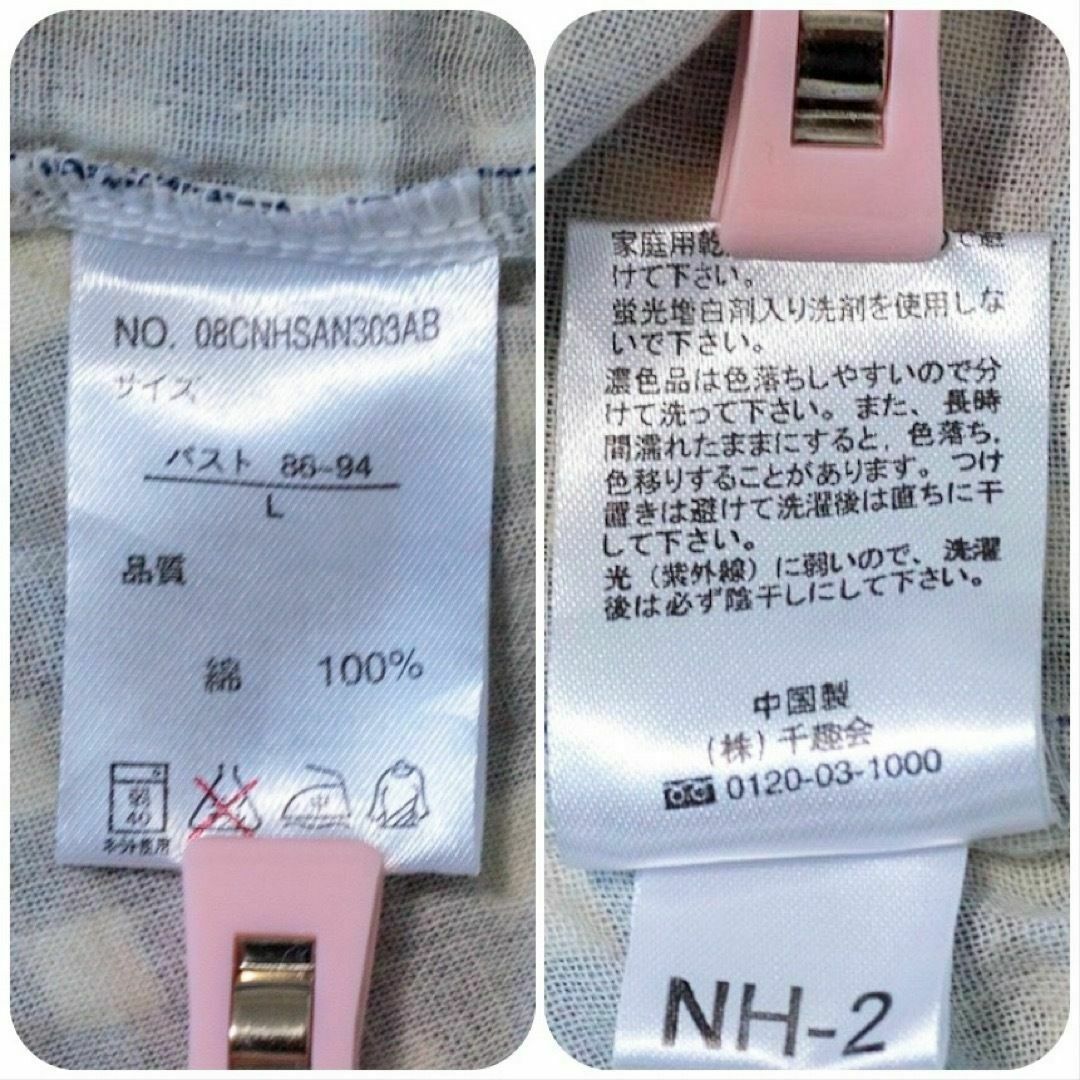 NO. 08CNHSAN303AB
サイズ
バスト 86-94
L
品質
綿 100%
弱
40
ネット使用
中
家庭用乾 で避
けて下さい。
蛍光増白剤入り洗剤を使用しな
いで下さい。
濃色品は色落ちしやすいので分
けて洗って下さい。また、長時
間濡れたままにすると、色落ち、
色移りすることがあります。つけ
置きは避けて洗濯後は直ちに干
して下さい。
光（紫外線）に弱いので、洗濯
後は必ず陰干しにして下さい。
中国製
（株）千趣会
0120-03-1000
NH-2